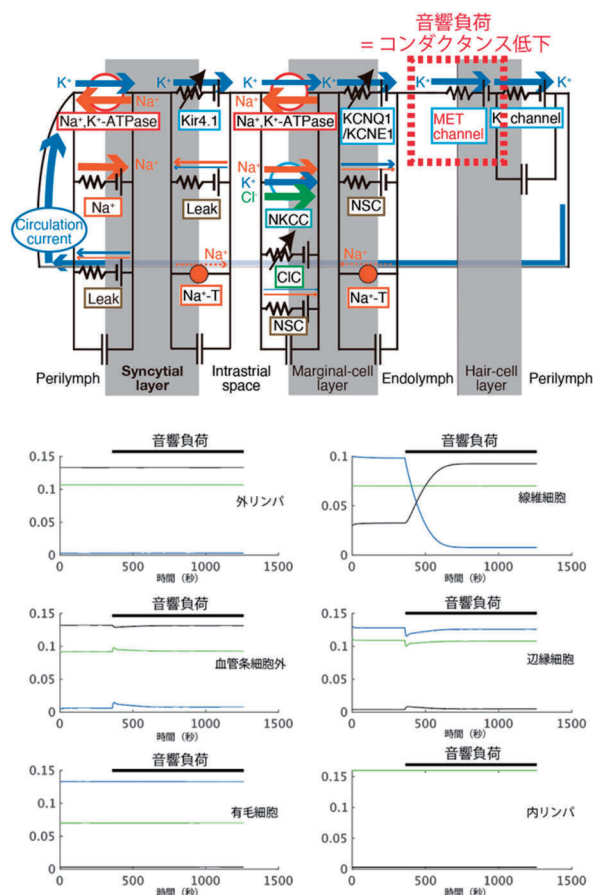 音響負荷
= コンダクタンス低下
K⁺ K⁺ K⁺ K⁺ K⁺ K⁺
Na⁺ Na⁺
Na⁺,K⁺-ATPase Kir4.1 Na⁺,K⁺-ATPase KCNQ1 /KCNE1 MET channel K⁺ channel
Na⁺ Na⁺
K⁺
Cl⁻
Na⁺ Leak NKCC NSC
Circulation current
Na⁺ Na⁺
ClC
Leak Na⁺-T Na⁺-T
NSC
Perilymph Syncytial layer Intrastrial space Marginal-cell layer Endolymph Hair-cell layer Perilymph
音響負荷
0.15
0.1
0.05
0
外リンパ
0 500 1000 1500
時間（秒）
音響負荷
0.1
0.05
0
線維細胞
0 500 1000 1500
時間（秒）
音響負荷
0.15
0.1
0.05
0
血管条細胞外
0 500 1000 1500
時間（秒）
音響負荷
0.15
0.1
0.05
0
辺縁細胞
0 500 1000 1500
時間（秒）
音響負荷
0.15
0.1
0.05
0
有毛細胞
0 500 1000 1500
時間（秒）
音響負荷
0.15
0.1
0.05
0
内リンパ
0 500 1000 1500
時間（秒）